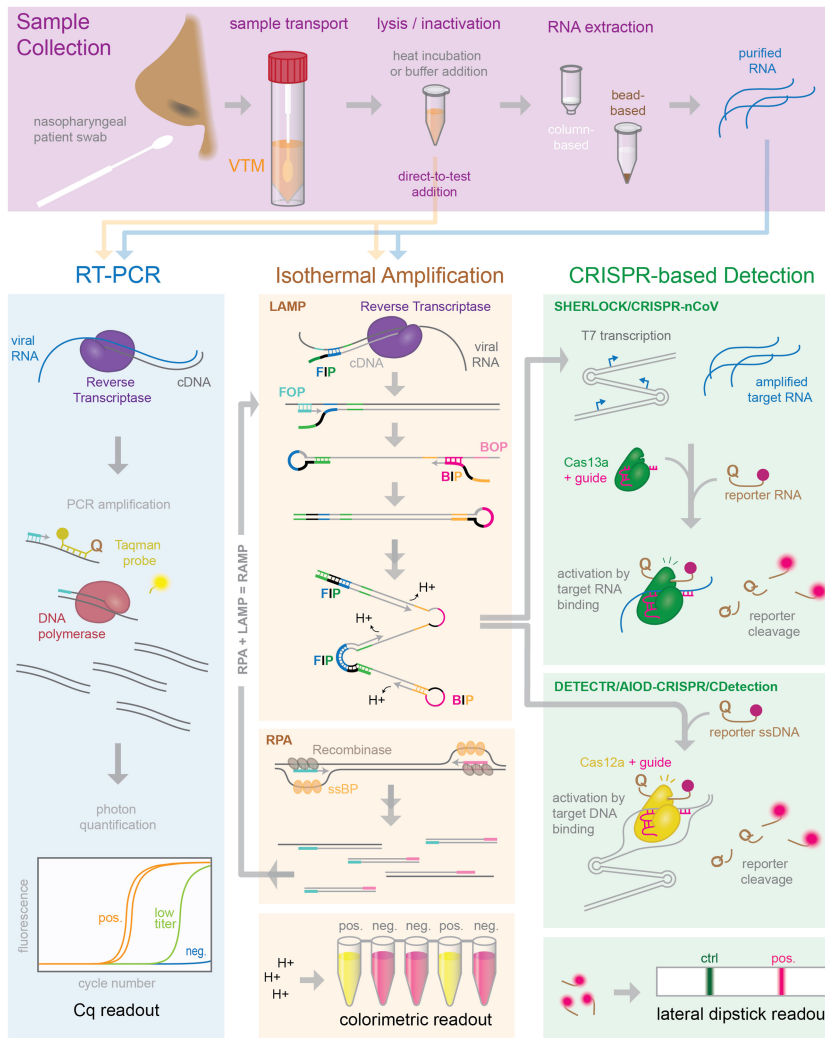 Sample
Collection
sample transport
lysis / inactivation
RNA extraction
heat incubation
or buffer addition
purified
RNA
nasopharyngeal
patient swab
VTM
column-
based
bead-
based
direct-to-test
addition
RT-PCR
viral
RNA
Reverse
Transcriptase
cDNA
PCR amplification
Q
Taqman
probe
DNA
polymerase
photon
quantification
fluorescence
pos.
low
titer
neg.
cycle number
Cq readout
Isothermal Amplification
LAMP
Reverse Transcriptase
viral
RNA
cDNA
FIP
FOP
BOP
BIP
FIP
H+
H+
FIP
H+
BIP
RPA + LAMP = RAMP
RPA
Recombinase
ssBP
H+
H+
H+
pos.
neg.
neg.
pos.
neg.
colorimetric readout
CRISPR-based Detection
SHERLOCK/CRISPR-nCoV
T7 transcription
amplified
target RNA
Cas13a
+ guide
Q
reporter RNA
Q
activation by
target RNA
binding
Q
Q
reporter
cleavage
DETECTR/AIOD-CRISPR/CDetection
Q
reporter ssDNA
Cas12a + guide
Q
activation by
target DNA
binding
Q
Q
reporter
cleavage
ctrl
pos.
lateral dipstick readout